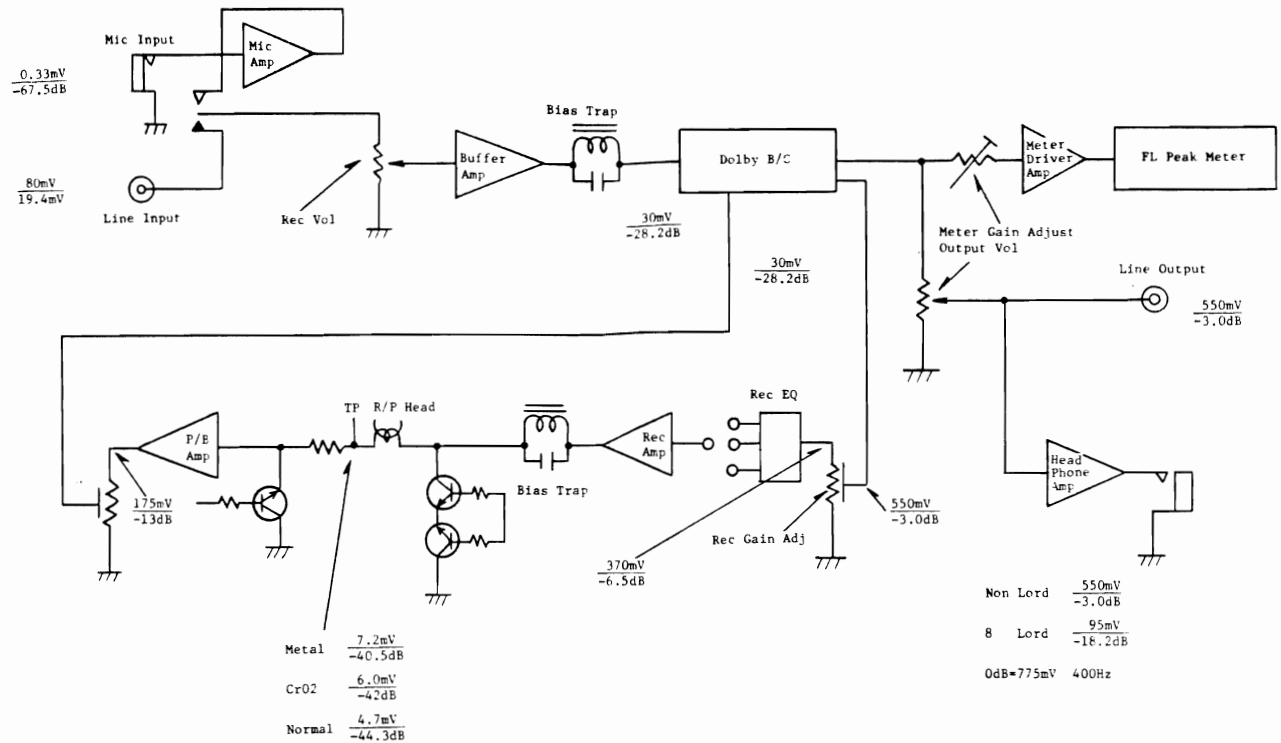 Mic Input
Mic
Amp
0.33mV
-67.5dB
80mV
19.4mV
Line Input
Rec Vol
Buffer
Amp
Bias Trap
30mV
-28.2dB
Dolby B/C
30mV
-28.2dB
Meter
Driver
Amp
FL Peak Meter
Meter Gain Adjust
Output Vol
Line Output
550mV
-3.0dB
P/B
Amp
175mV
-13dB
TP
R/P Head
Bias Trap
Rec
Amp
Rec EQ
550mV
-3.0dB
Rec Gain Adj
370mV
-6.5dB
Head
Phone
Amp
Metal 7.2mV
-40.5dB
CrO2 6.0mV
-42dB
Normal 4.7mV
-44.3dB
Non Lord 550mV
-3.0dB
8 Lord 95mV
-18.2dB
0dB=775mV 400Hz